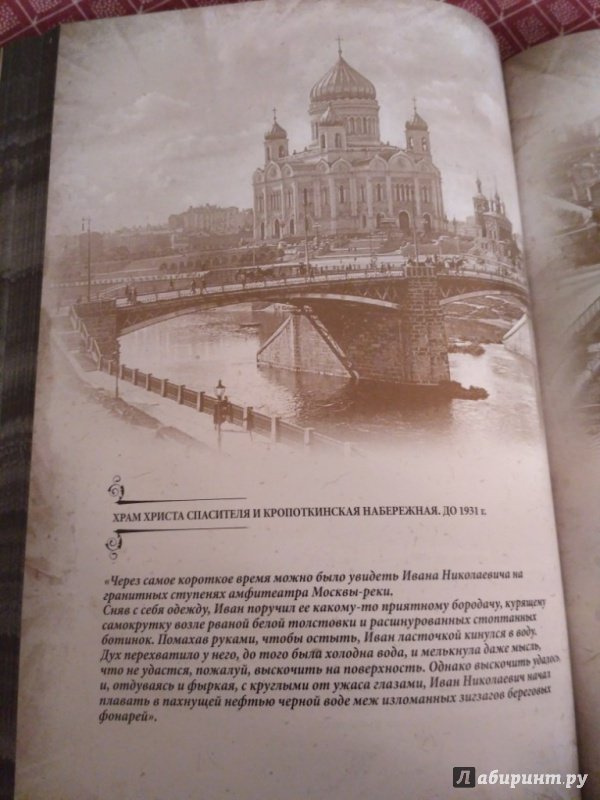 ХРАМ ХРИСТА СПАСИТЕЛЯ И КРОПОТКИНСКАЯ НАБЕРЕЖНАЯ. ДО 1931 г.
«Через самое короткое время можно было увидеть Ивана Николаевича на
гранитных ступенях амфитеатра Москвы-реки.
Сняв с себя одежду, Иван поручил ее какому-то приятному бородачу, курящему
самокрутку возле рваной белой толстовки и расшнурованных стоптанных
ботинок. Помахав руками, чтобы остыть, Иван ласточкой кинулся в воду.
Дух перехватило у него, до того была холодна вода, и мелькнула даже мысль,
что не удастся, пожалуй, выскочить на поверхность. Однако выскочить удалось,
и, отдуваясь и фыркая, с круглыми от ужаса глазами, Иван Николаевич начал
плавать в пахнущей нефтью черной воде меж изломанных зигзагов береговых
фонарей».
лабиринт.ру